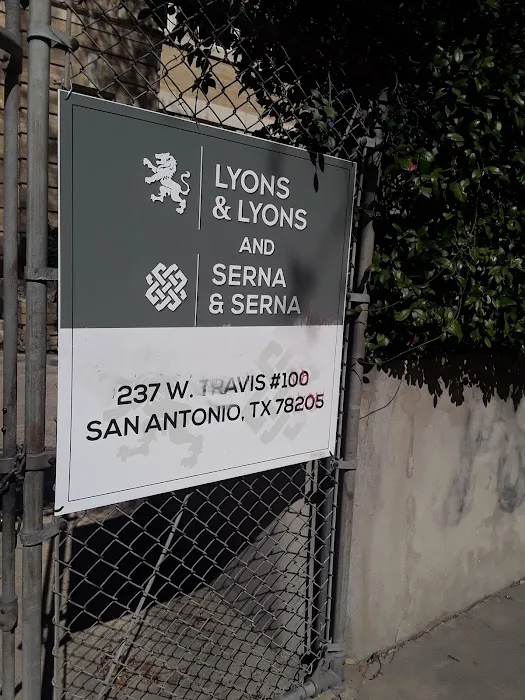 LYONS
& LYONS
AND
SERNA
& SERNA
237 W. TRAVIS #100
SAN ANTONIO, TX 78205